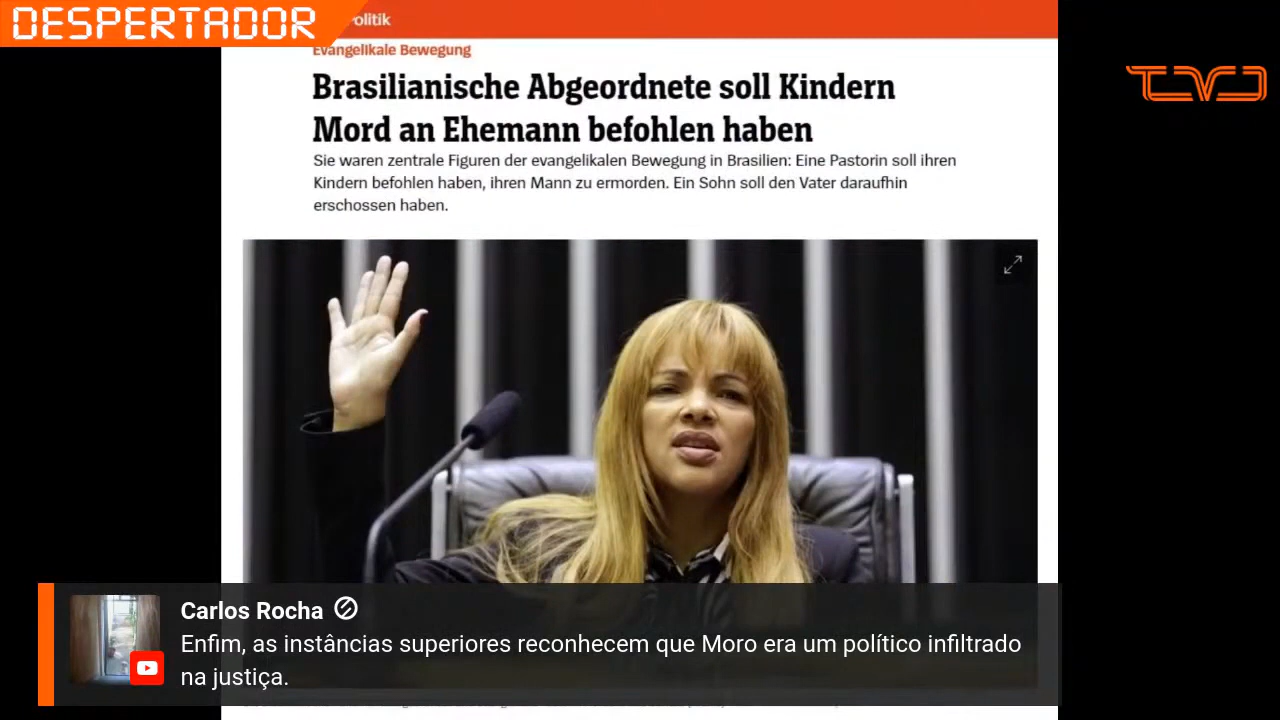 DESPERTADOR
olitik
TVD
Evangelikale Bewegung
Brasilianische Abgeordnete soll Kindern
Mord an Ehemann befohlen haben
Sie waren zentrale Figuren der evangelikalen Bewegung in Brasilien: Eine Pastorin soll ihren
Kindern befohlen haben, ihren Mann zu ermorden. Ein Sohn soll den Vater daraufhin
erschossen haben.
Carlos Rocha
Enfim, as instâncias superiores reconhecem que Moro era um político infiltrado
na justiça.